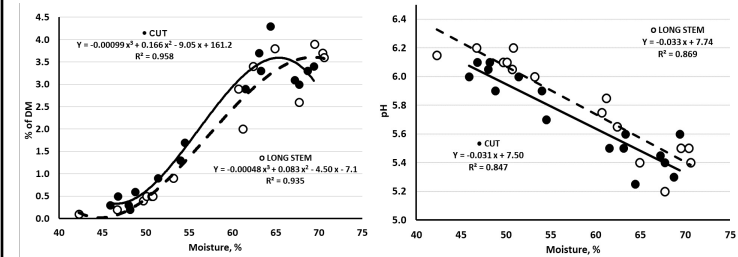 4.5
4.0
3.5
3.0
2.5
2.0
1.5
1.0
0.5
0.0
% of DM
CUT
Y = -0.00099 x³ + 0.166 x² - 9.05 x + 161.2
R² = 0.958
LONG STEM
Y = -0.00048 x³ + 0.083 x² - 4.50 x - 7.1
R² = 0.935
40 45 50 55 60 65 70 75
Moisture, %
6.4
6.2
6.0
5.8
5.6
5.4
5.2
5.0
pH
LONG STEM
Y = -0.033 x + 7.74
R² = 0.869
CUT
Y = -0.031 x + 7.50
R² = 0.847
40 45 50 55 60 65 70 75
Moisture, %